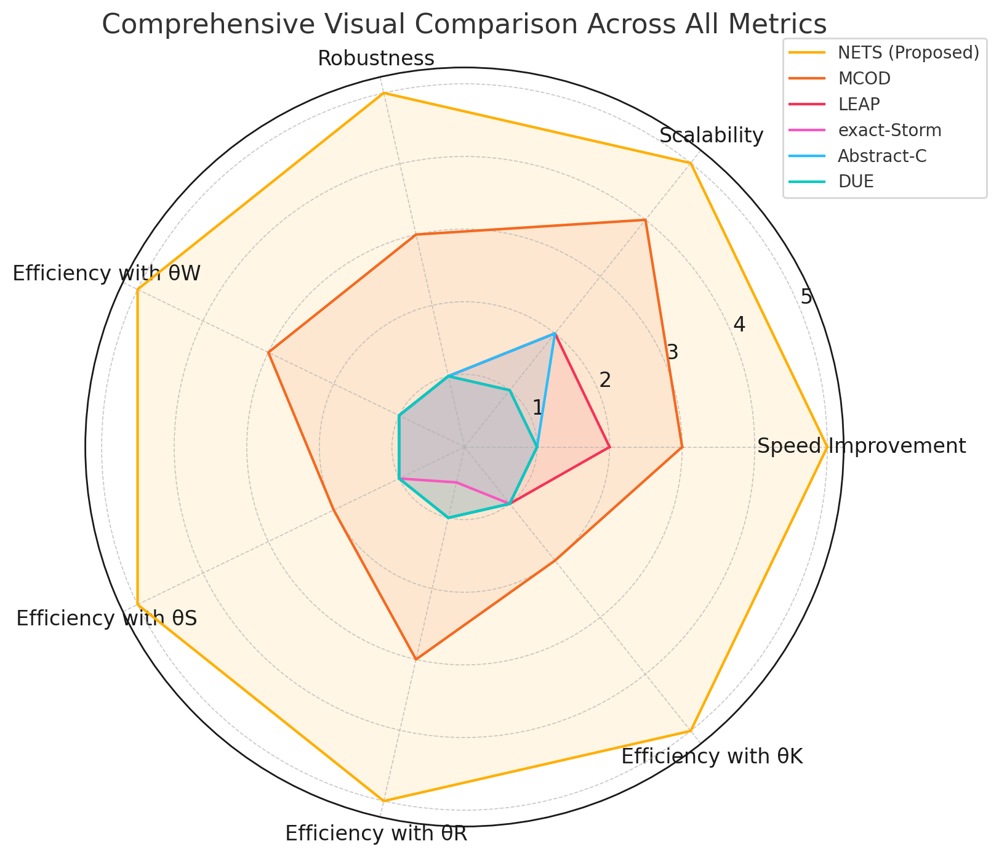 Comprehensive Visual Comparison Across All Metrics
NETS (Proposed)
MCOD
LEAP
exact-Storm
Abstract-C
DUE
Robustness
Scalability
Efficiency with θW
Speed Improvement
Efficiency with θS
Efficiency with θK
Efficiency with θR
5
4
3
2
1